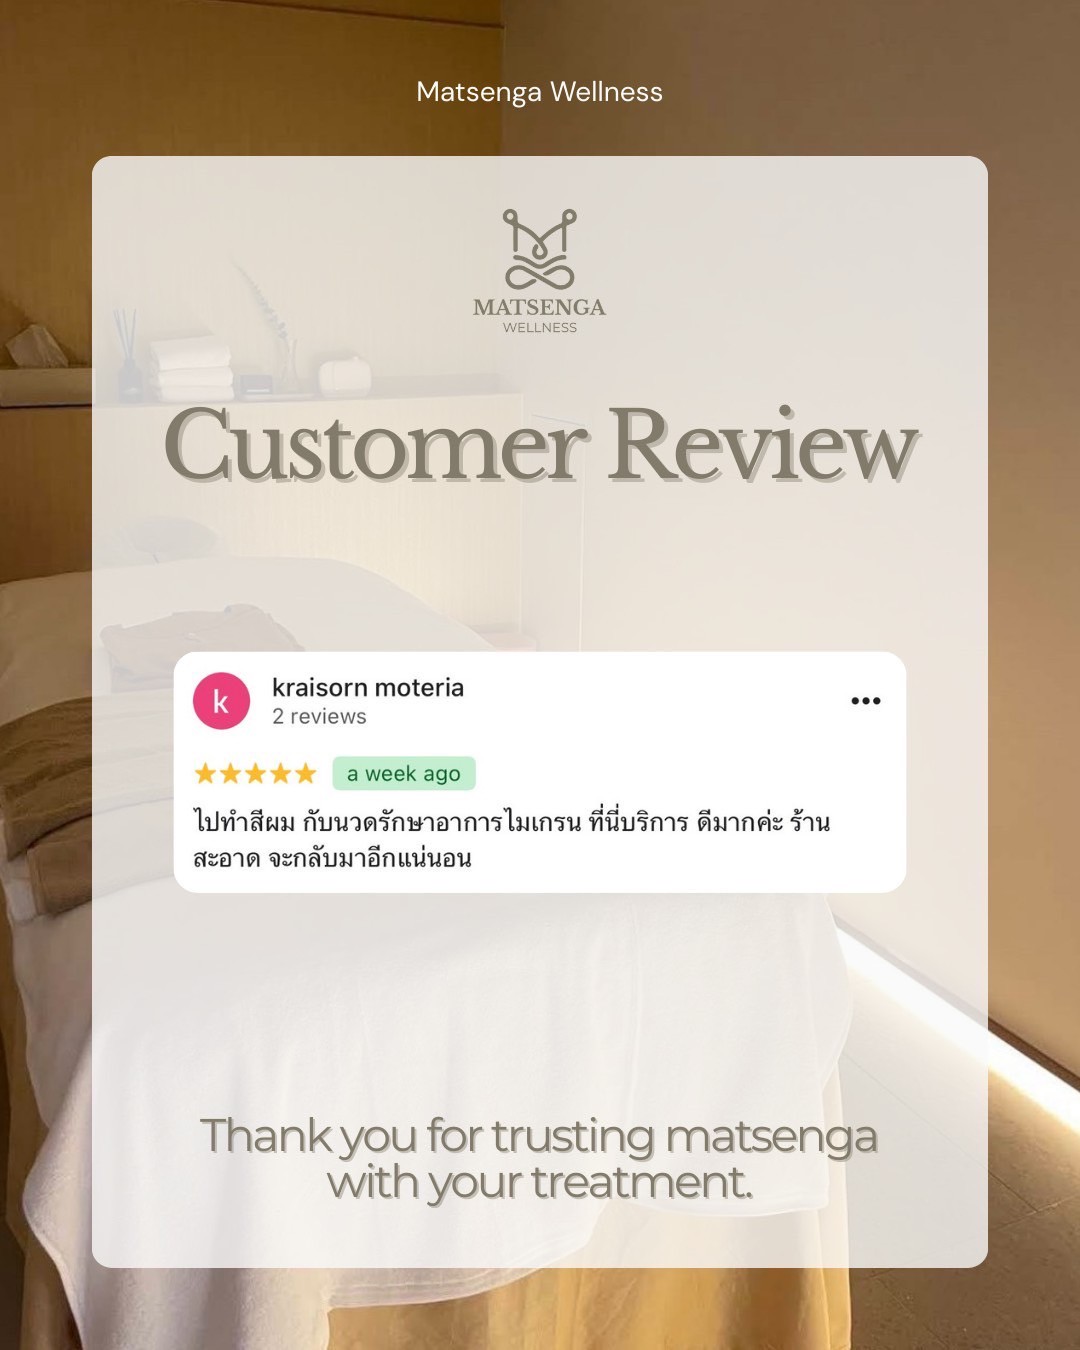 Matsenga Wellness
MATSENGA
WELLNESS
Customer Review
k
kraisorn moteria
2 reviews
a week ago
ไปทำสีผม กับนวดรักษาอาการไมเกรน ที่นี่บริการ ดีมากค่ะ ร้าน
สะอาด จะกลับมาอีกแน่นอน
Thank you for trusting matsenga
with your treatment.